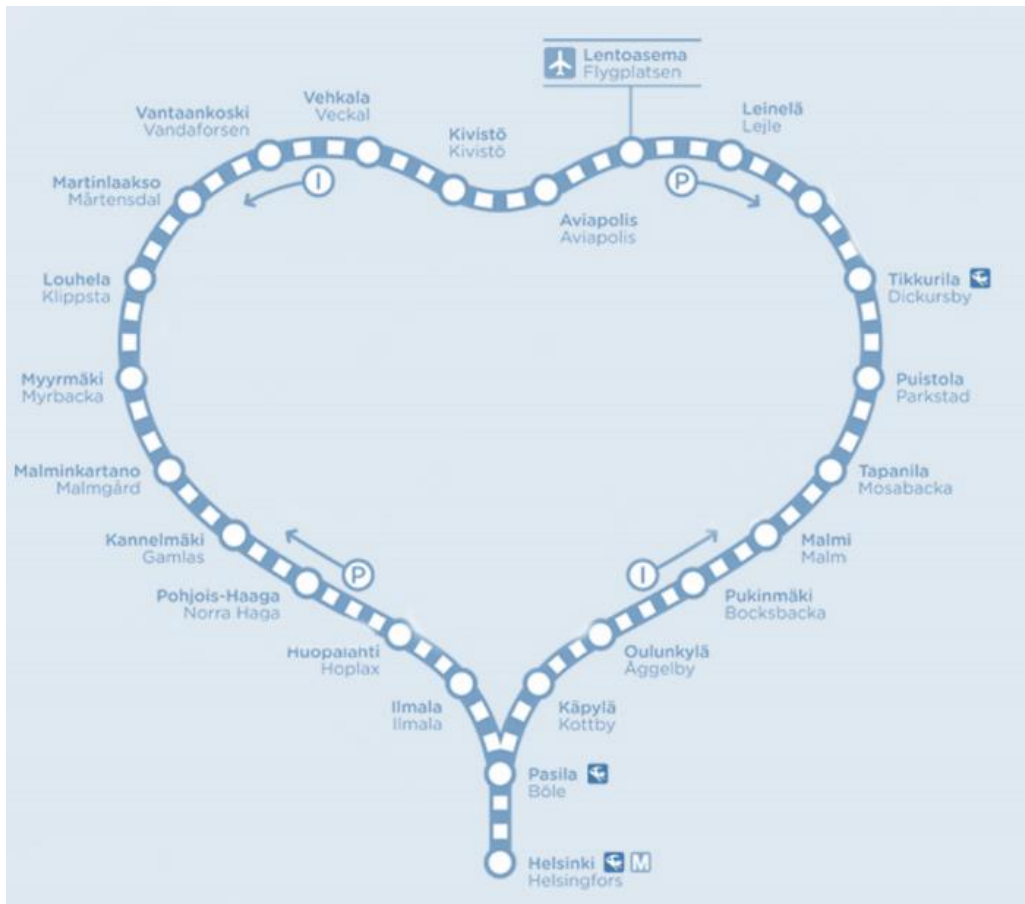 Lentoasema
Flygplatsen
Vehkala
Veckal
Leinelä
Lejle
Vantaankoski
Vandaforsen
Kivistö
Kivistö
Martinlaakso
Mårtensdal
I
P
Aviapolis
Aviapolis
Louhela
Klippsta
Tikkurila
Dickursby
Myyrmäki
Myrbacka
Puistola
Parkstad
Malminkartano
Malmgård
Tapanila
Mosabacka
Kannelmäki
Gamlas
Malmi
Malm
P
I
Pohjois-Haaga
Norra Haga
Pukinmäki
Bocksbacka
Huopalahti
Hoplax
Oulunkylä
Åggelby
Ilmala
Ilmala
Käpylä
Kottby
Pasila
Böle
Helsinki M
Helsingfors